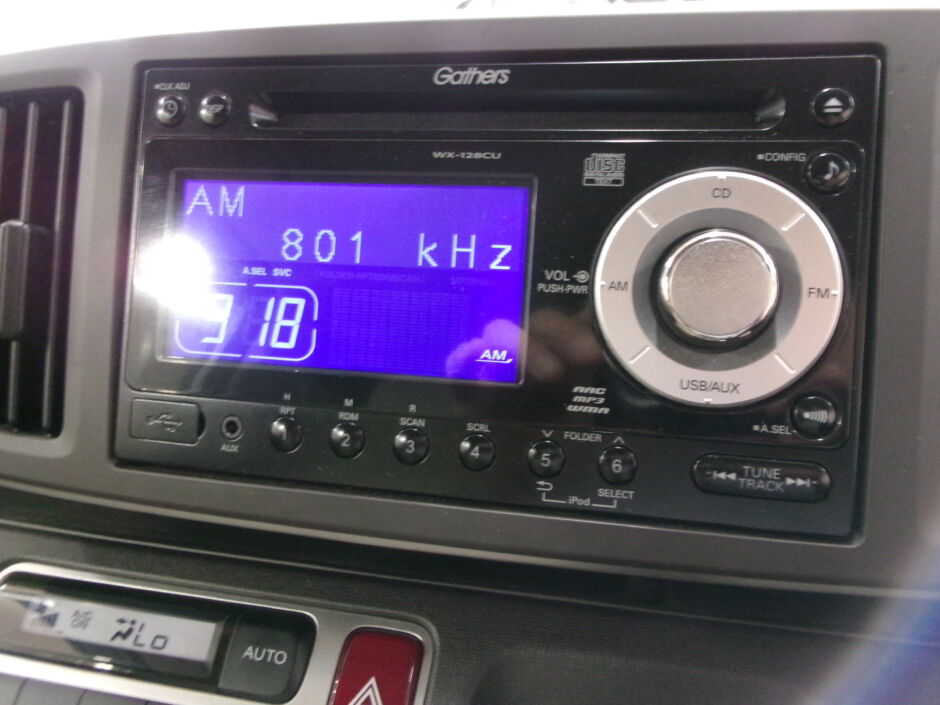 Gathers
CLK ADJ
DISP
WX-128CU
COMPACT
DISC
DIGITAL AUDIO
TEXT
CONFIG
AM
801 kHz
A.SEL SVC
318
AM
VOL
PUSH-PWR
CD
AM
FM
USB/AUX
AAC
MP3
WMA
A.SEL
AUX
H
RPT
1
M
RDM
2
R
SCAN
3
SCRL
4
5
FOLDER
6
iPod
SELECT
TUNE
TRACK
A/C
ON
Lo
AUTO